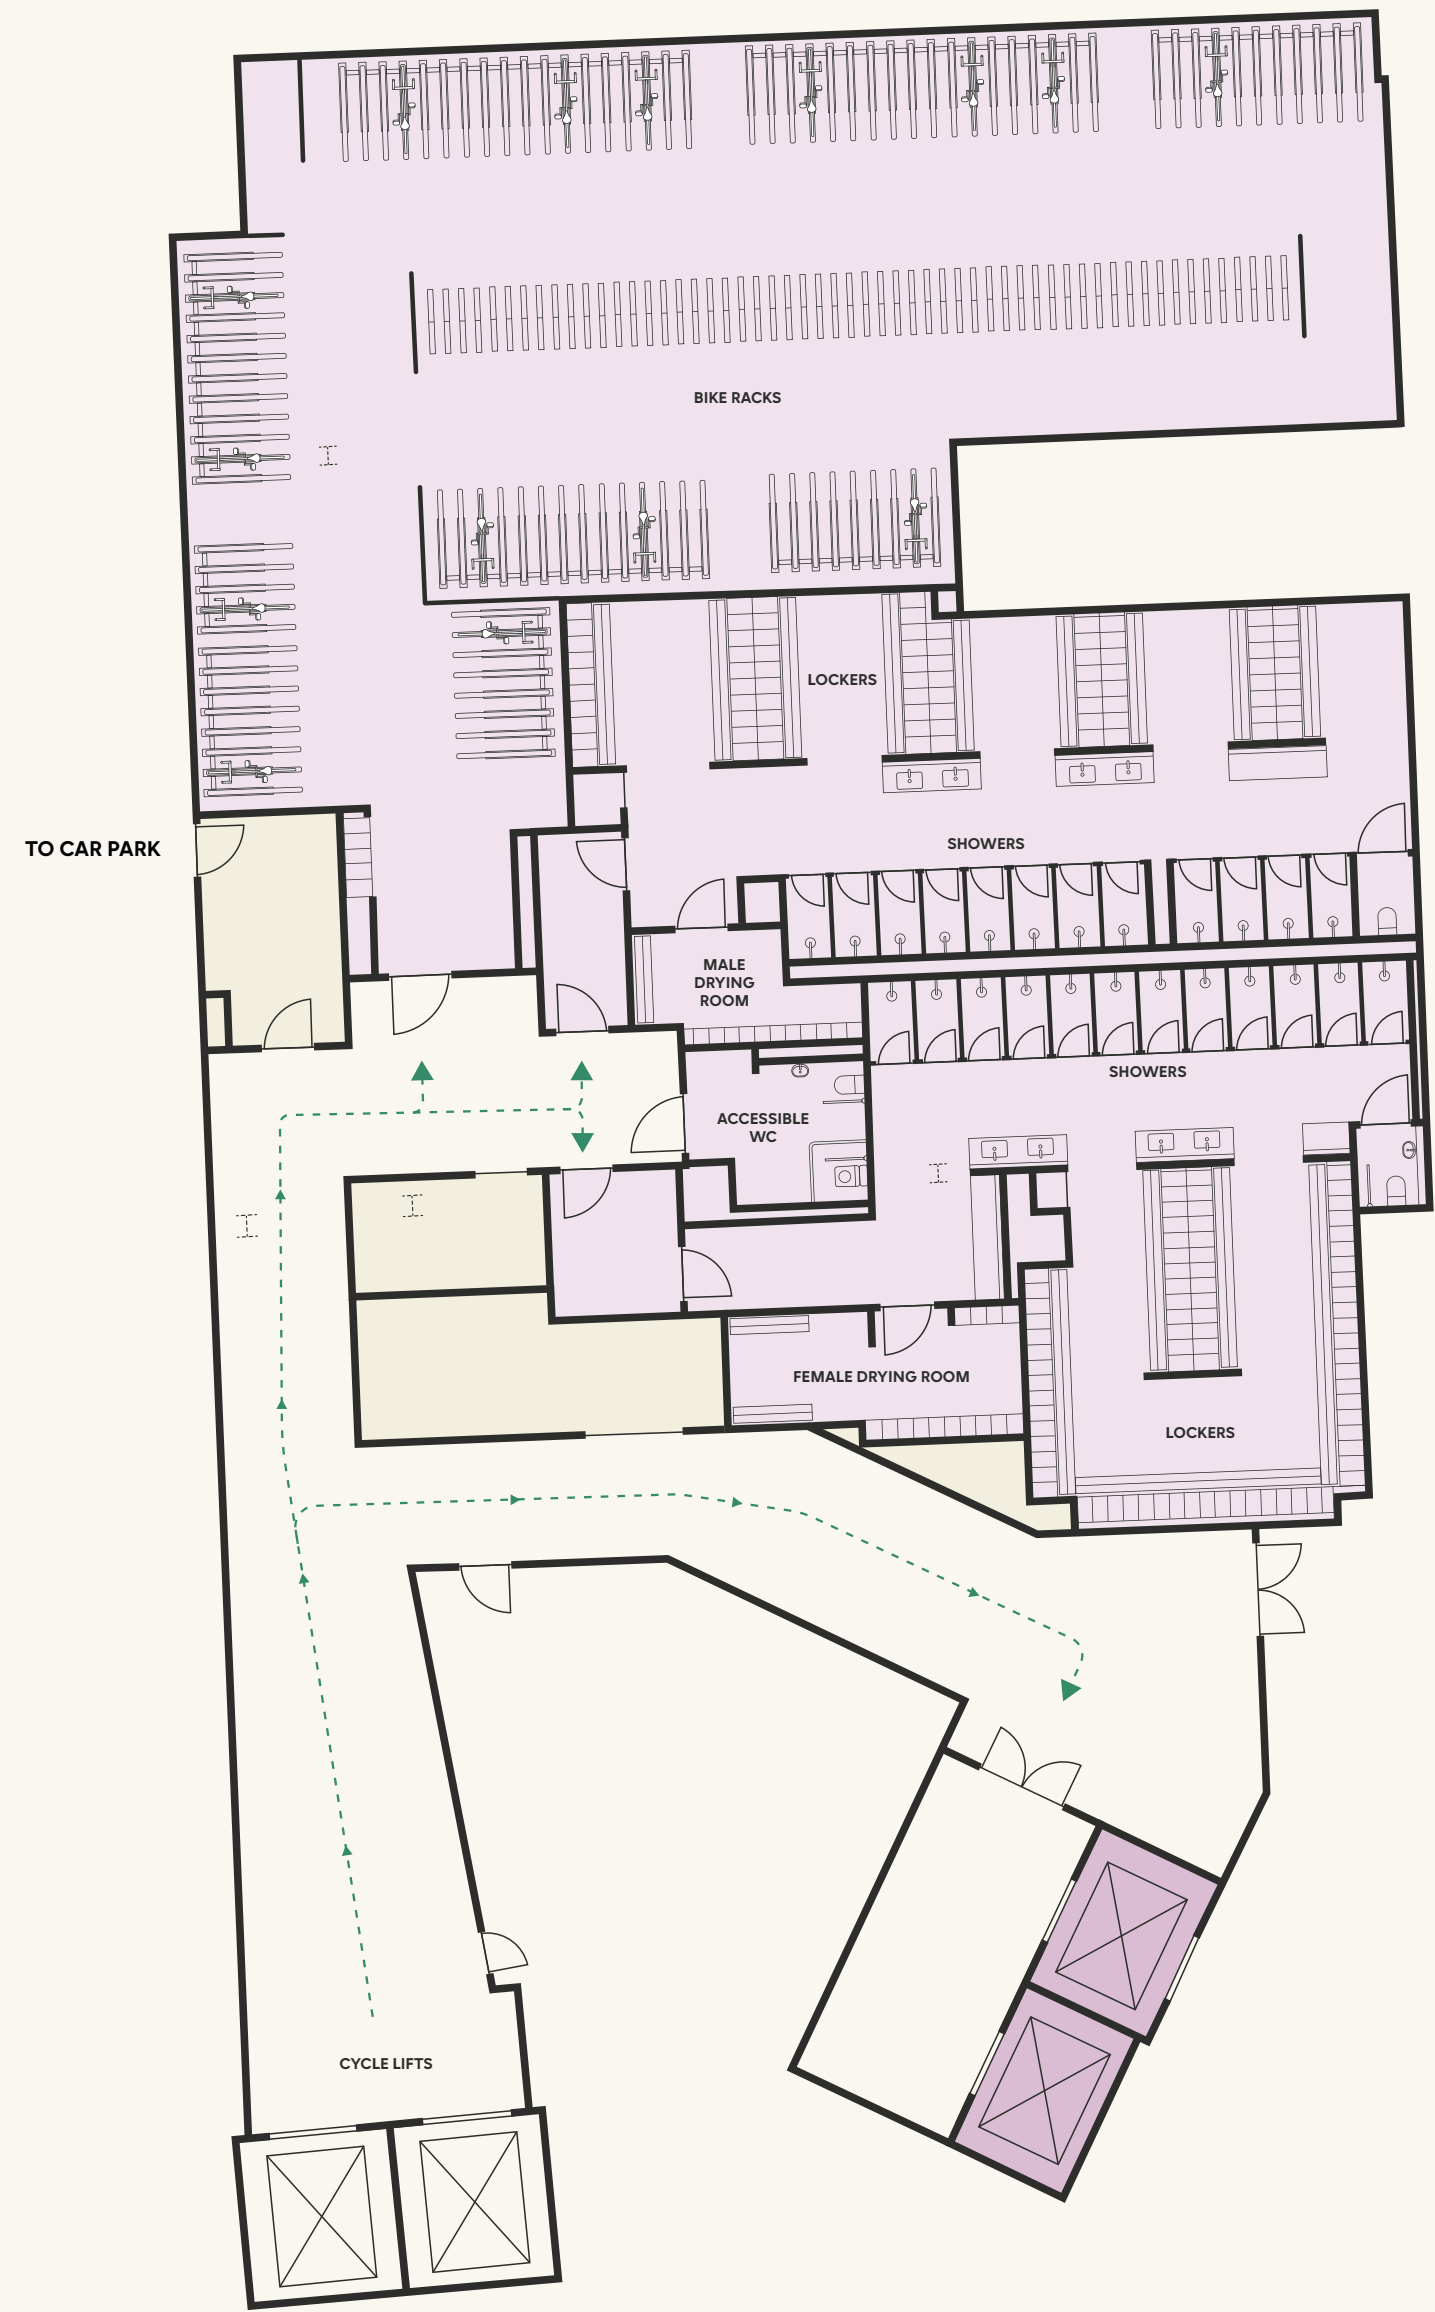 BIKE RACKS
LOCKERS
TO CAR PARK
SHOWERS
MALE
DRYING
ROOM
SHOWERS
ACCESSIBLE
WC
FEMALE DRYING ROOM
LOCKERS
CYCLE LIFTS